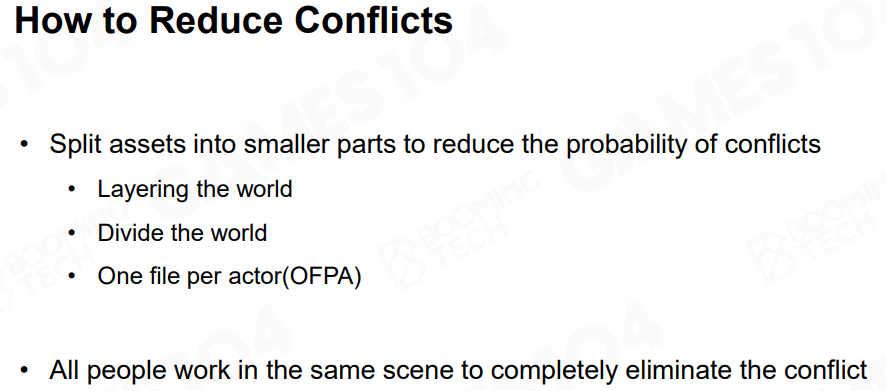 How to Reduce Conflicts
• Split assets into smaller parts to reduce the probability of conflicts
• Layering the world
• Divide the world
• One file per actor(OFPA)
• All people work in the same scene to completely eliminate the conflict
GAMES104
BOOMING
TECH